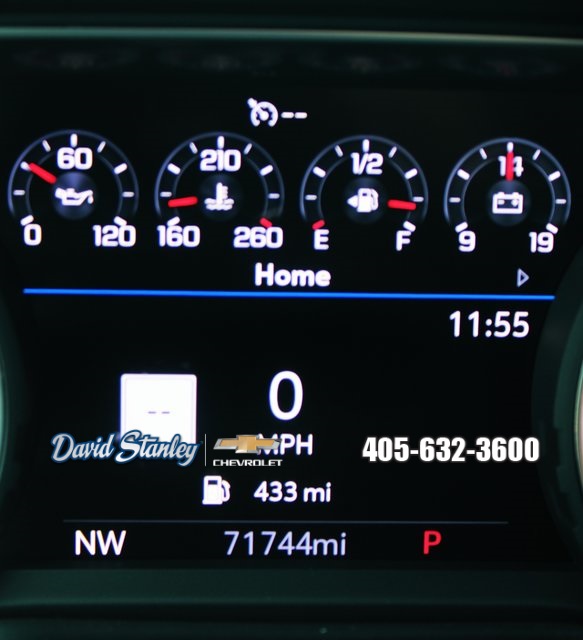 --
60 210 1/2 14
0 120 160 260 E F 9 19
Home
11:55
--
0
MPH
David Stanley CHEVROLET 405-632-3600
433 mi
NW 71744mi P